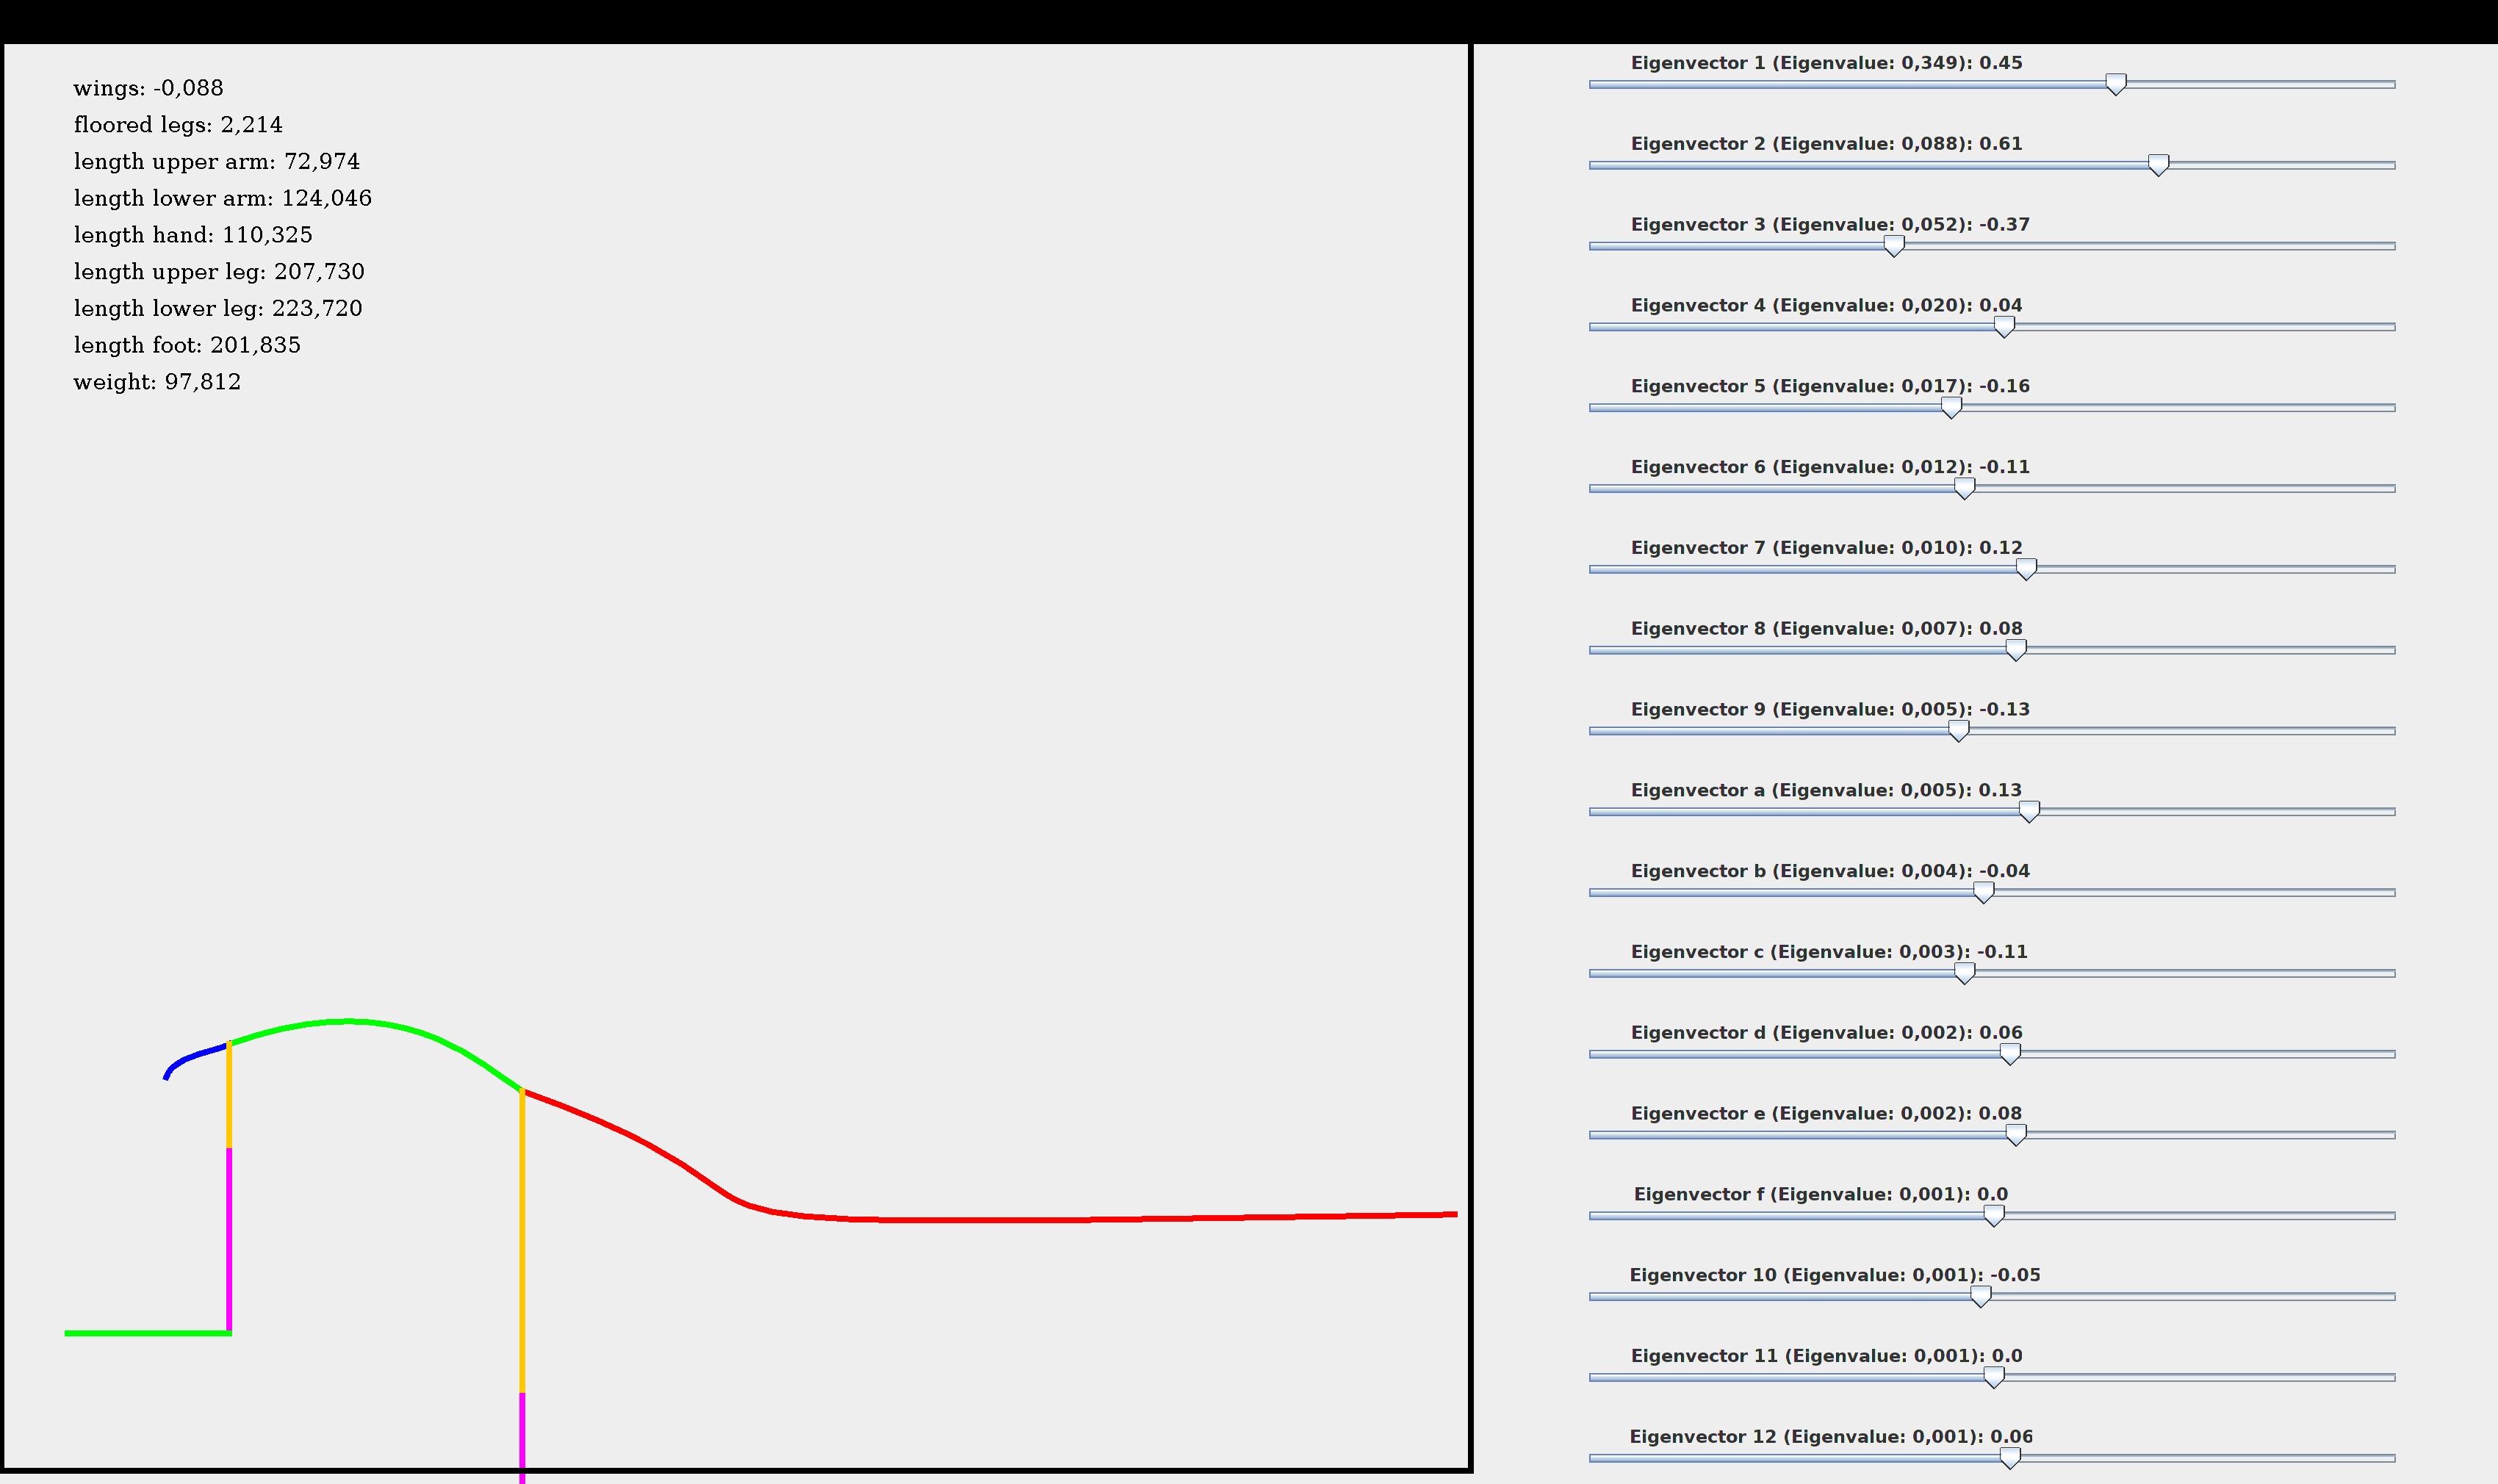 wings: -0,088
floored legs: 2,214
length upper arm: 72,974
length lower arm: 124,046
length hand: 110,325
length upper leg: 207,730
length lower leg: 223,720
length foot: 201,835
weight: 97,812
Eigenvector 1 (Eigenvalue: 0,349): 0.45
Eigenvector 2 (Eigenvalue: 0,088): 0.61
Eigenvector 3 (Eigenvalue: 0,052): -0.37
Eigenvector 4 (Eigenvalue: 0,020): 0.04
Eigenvector 5 (Eigenvalue: 0,017): -0.16
Eigenvector 6 (Eigenvalue: 0,012): -0.11
Eigenvector 7 (Eigenvalue: 0,010): 0.12
Eigenvector 8 (Eigenvalue: 0,007): 0.08
Eigenvector 9 (Eigenvalue: 0,005): -0.13
Eigenvector a (Eigenvalue: 0,005): 0.13
Eigenvector b (Eigenvalue: 0,004): -0.04
Eigenvector c (Eigenvalue: 0,003): -0.11
Eigenvector d (Eigenvalue: 0,002): 0.06
Eigenvector e (Eigenvalue: 0,002): 0.08
Eigenvector f (Eigenvalue: 0,001): 0.0
Eigenvector 10 (Eigenvalue: 0,001): -0.05
Eigenvector 11 (Eigenvalue: 0,001): 0.0
Eigenvector 12 (Eigenvalue: 0,001): 0.06